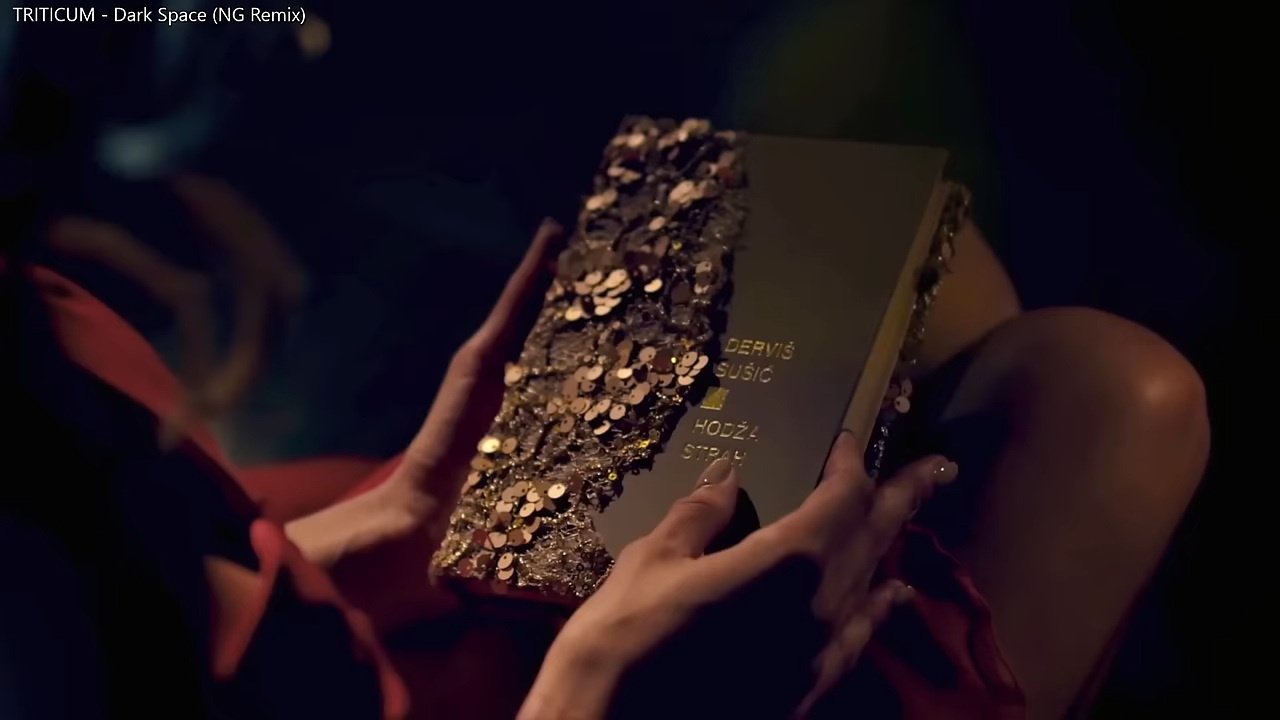 TRITICUM - Dark Space (NG Remix)
DERVIŠ
SUŠIĆ
HODŽA
STRAH